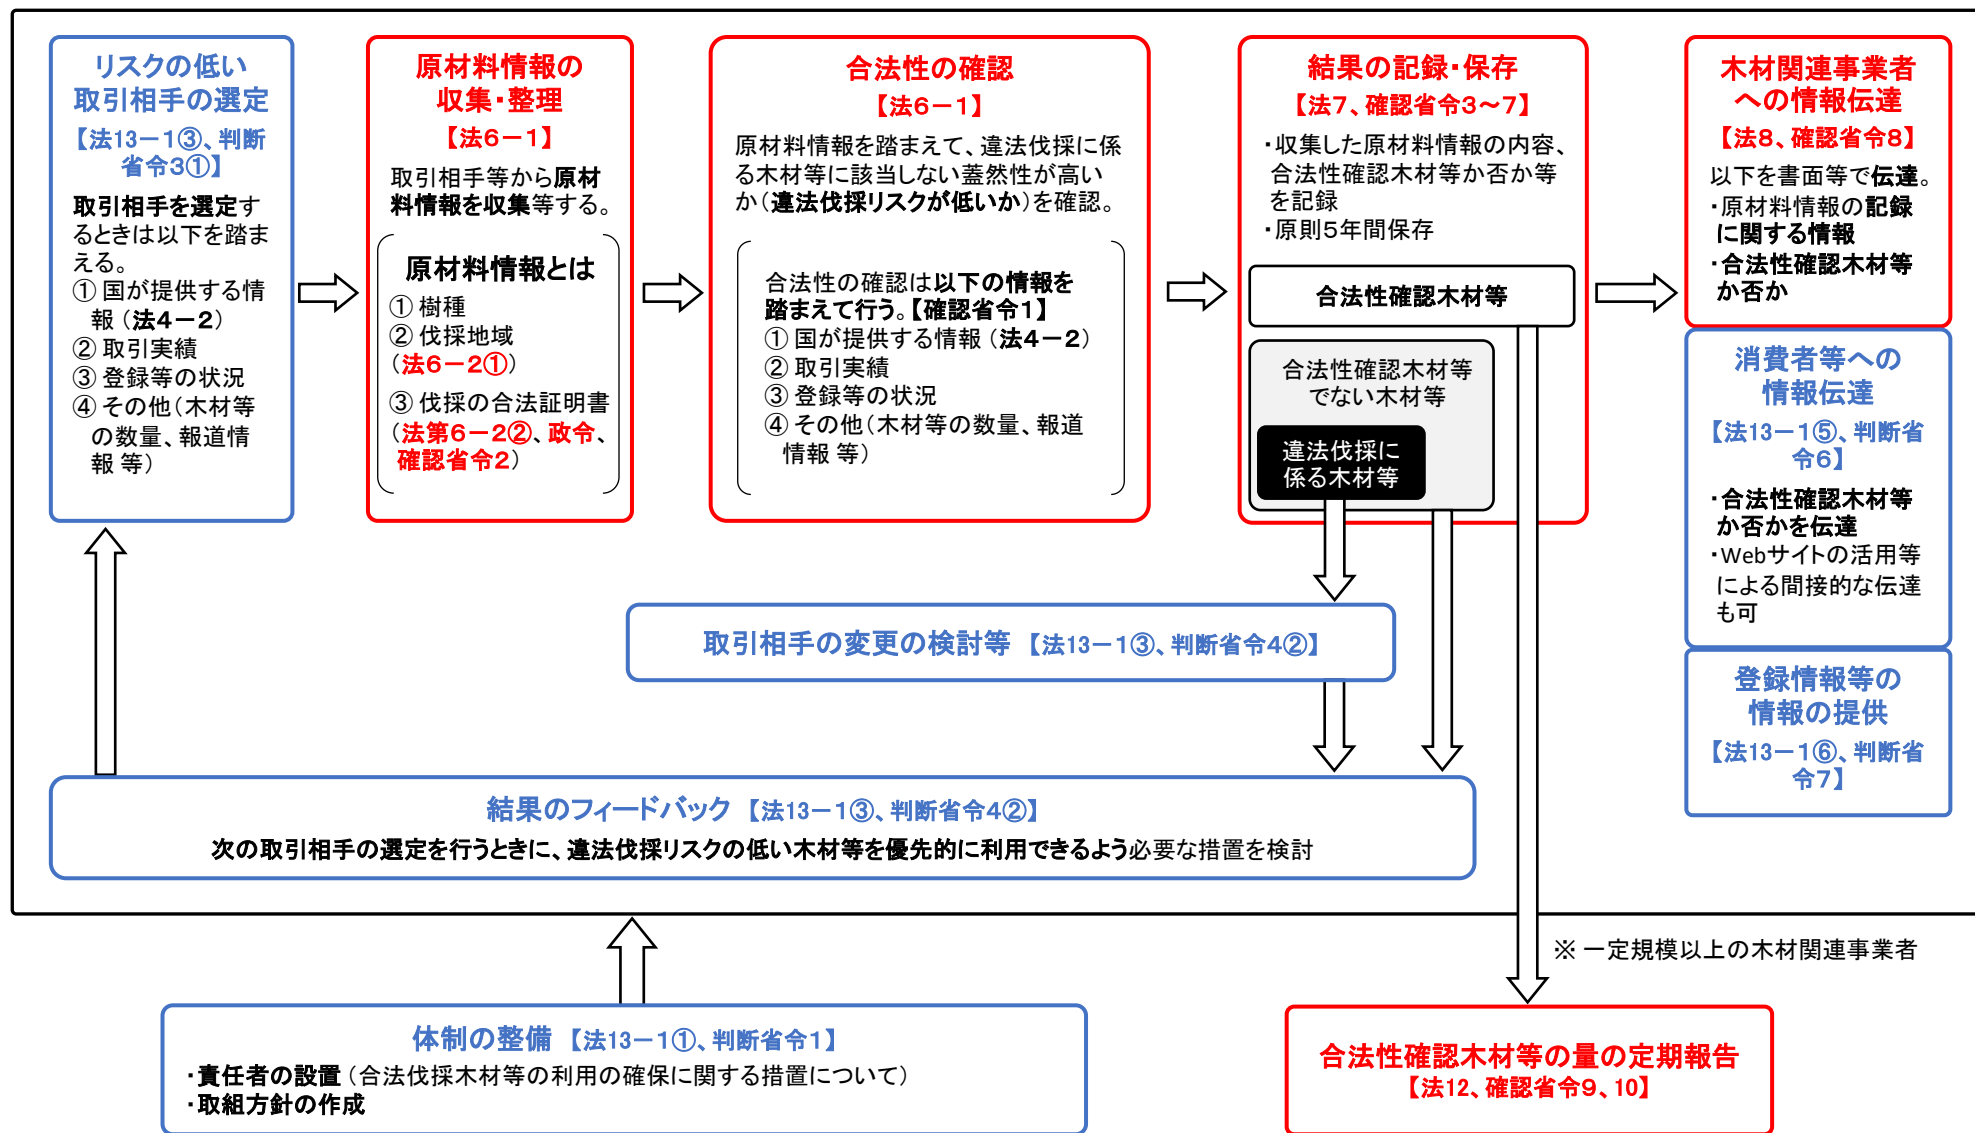 リスクの低い
取引相手の選定
【法13－1③、判断
省令3①】
取引相手を選定す
るときは以下を踏ま
える。
① 国が提供する情
報（法4－2）
② 取引実績
③ 登録等の状況
④ その他（木材等
の数量、報道情
報 等）
原材料情報の
収集・整理
【法6－1】
取引相手等から原材
料情報を収集等する。
原材料情報とは
① 樹種
② 伐採地域
（法6－2①）
③ 伐採の合法証明書
（法第6－2②、政令、
確認省令2）
合法性の確認
【法6－1】
原材料情報を踏まえて、違法伐採に係
る木材等に該当しない蓋然性が高い
か（違法伐採リスクが低いか）を確認。
合法性の確認は以下の情報を
踏まえて行う。【確認省令1】
① 国が提供する情報（法4－2）
② 取引実績
③ 登録等の状況
④ その他（木材等の数量、報道
情報 等）
結果の記録・保存
【法7、確認省令3～7】
・収集した原材料情報の内容、
合法性確認木材等か否か等
を記録
・原則5年間保存
合法性確認木材等
合法性確認木材等
でない木材等
違法伐採に
係る木材等
木材関連事業者
への情報伝達
【法8、確認省令8】
以下を書面等で伝達。
・原材料情報の記録
に関する情報
・合法性確認木材等
か否か
消費者等への
情報伝達
【法13－1⑤、判断省
令6】
・合法性確認木材等
か否かを伝達
・Webサイトの活用等
による間接的な伝達
も可
登録情報等の
情報の提供
【法13－1⑥、判断省
令7】
取引相手の変更の検討等 【法13－1③、判断省令4②】
結果のフィードバック 【法13－1③、判断省令4②】
次の取引相手の選定を行うときに、違法伐採リスクの低い木材等を優先的に利用できるよう必要な措置を検討
※ 一定規模以上の木材関連事業者
体制の整備 【法13－1①、判断省令1】
・責任者の設置（合法伐採木材等の利用の確保に関する措置について）
・取組方針の作成
合法性確認木材等の量の定期報告
【法12、確認省令9、10】